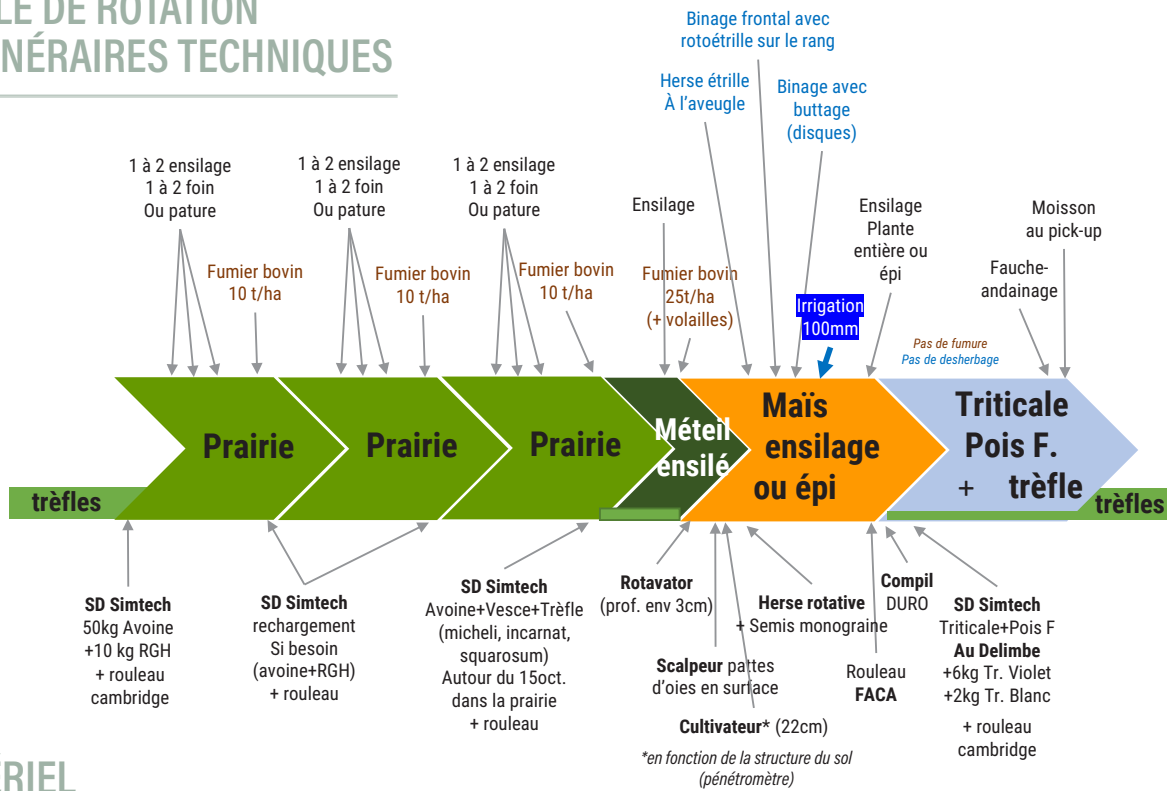 LE DE ROTATION
NÉRAIRES TECHNIQUES
Binage frontal avec
rotoétrille sur le rang
Herse étrille
À l'aveugle
Binage avec
buttage
(disques)
1 à 2 ensilage
1 à 2 foin
Ou pature
1 à 2 ensilage
1 à 2 foin
Ou pature
1 à 2 ensilage
1 à 2 foin
Ou pature
Ensilage
Ensilage
Plante
entière ou
épi
Moisson
au pick-up
Fauche-
andainage
Fumier bovin
10 t/ha
Fumier bovin
10 t/ha
Fumier bovin
10 t/ha
Fumier bovin
25t/ha
(+ volailles)
Irrigation
100mm
Pas de fumure
Pas de desherbage
trèfles
Prairie
Prairie
Prairie
Méteil
ensilé
Maïs
ensilage
ou épi
Triticale
Pois F.
+ trèfle
trèfles
SD Simtech
50kg Avoine
+10 kg RGH
+ rouleau
cambridge
SD Simtech
rechargement
Si besoin
(avoine+RGH)
+ rouleau
SD Simtech
Avoine+Vesce+Trèfle
(micheli, incarnat,
squarosum)
Autour du 15oct.
dans la prairie
+ rouleau
Rotavator
(prof. env 3cm)
Scalpeur pattes
d'oies en surface
Cultivateur* (22cm)
*en fonction de la structure du sol
(pénétromètre)
Herse rotative
+ Semis monograine
Rouleau
FACA
Compil
DURO
SD Simtech
Triticale+Pois F
Au Delimbe
+6kg Tr. Violet
+2kg Tr. Blanc
+ rouleau
cambridge
ÉRIEL